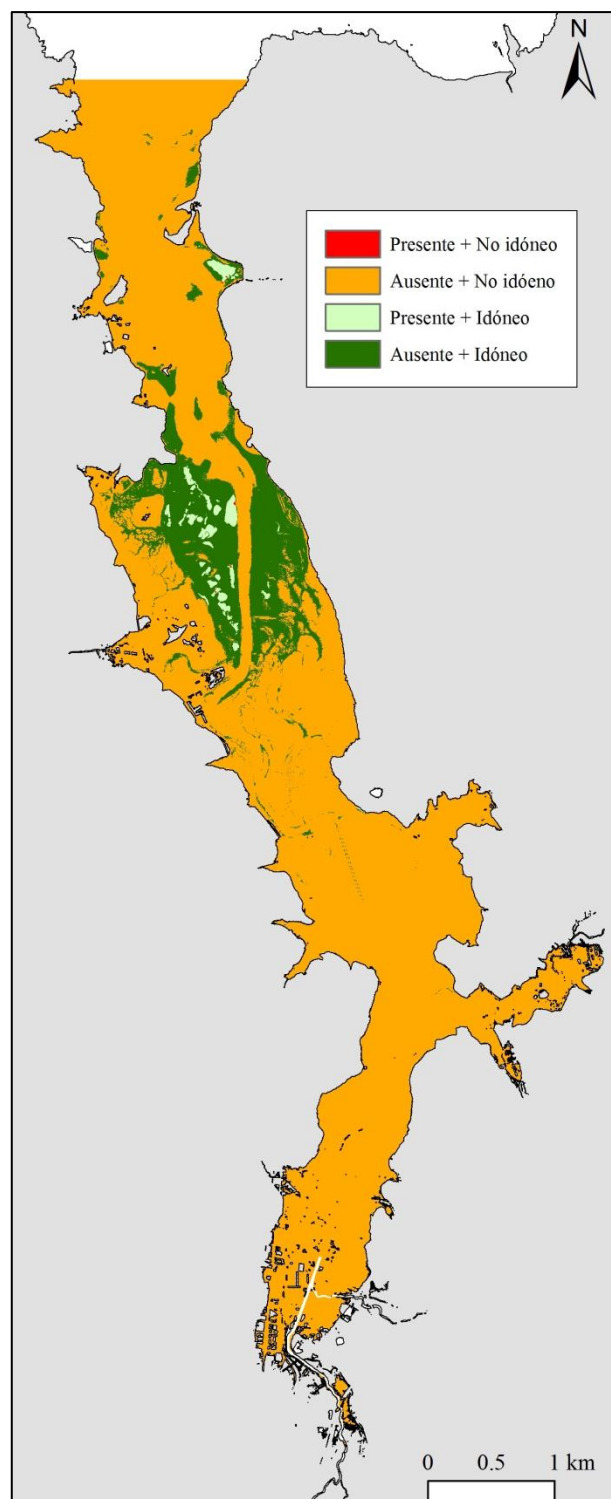 N
Presente + No idóneo
Ausente + No idóeno
Presente + Idóneo
Ausente + Idóneo
0 0.5 1 km